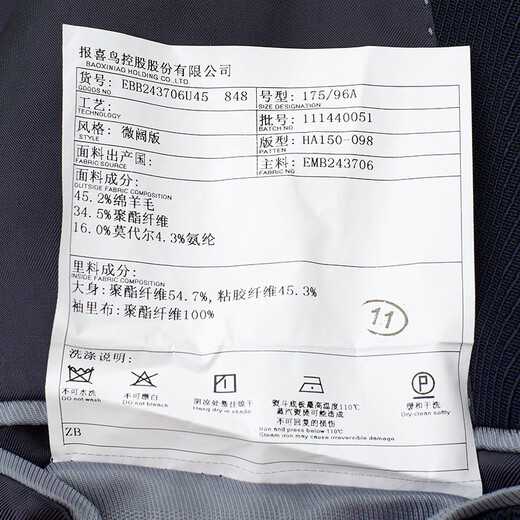 报喜鸟控股股份有限公司
BAOXINIAO HOLDING CO.,LTD
货号: EBB243706U45 848
GOODS NO
号型: 175/96A
SIZE DESIGNATION
工艺:
TECHNOLOGY
批号: 111440051
BATCH NO
风格: 微阔版
STYLE
版型: HA150-098
PATTEN
面料出产国:
FABRIC SOURCE
主料: EMB243706
FABRIC NO
面料成分:
OUTSIDE FABRIC COMPOSITION
45.2%绵羊毛
34.5%聚酯纤维
16.0%莫代尔4.3%氨纶
里料成分:
INSIDE FABRIC COMPOSITION
大身: 聚酯纤维54.7%, 粘胶纤维45.3%
袖里布: 聚酯纤维100%
11
洗涤说明:
不可水洗
Do not wash
不可漂白
Do not bleach
阴凉处悬挂晾干
Hang dry in shade
熨斗底板最高温度110℃
蒸汽熨烫可能造成
不可回复的损伤
Iron and press below 110℃
Steam iron may cause irreversible damage
P
缓和干洗
Dry-clean softly
ZB